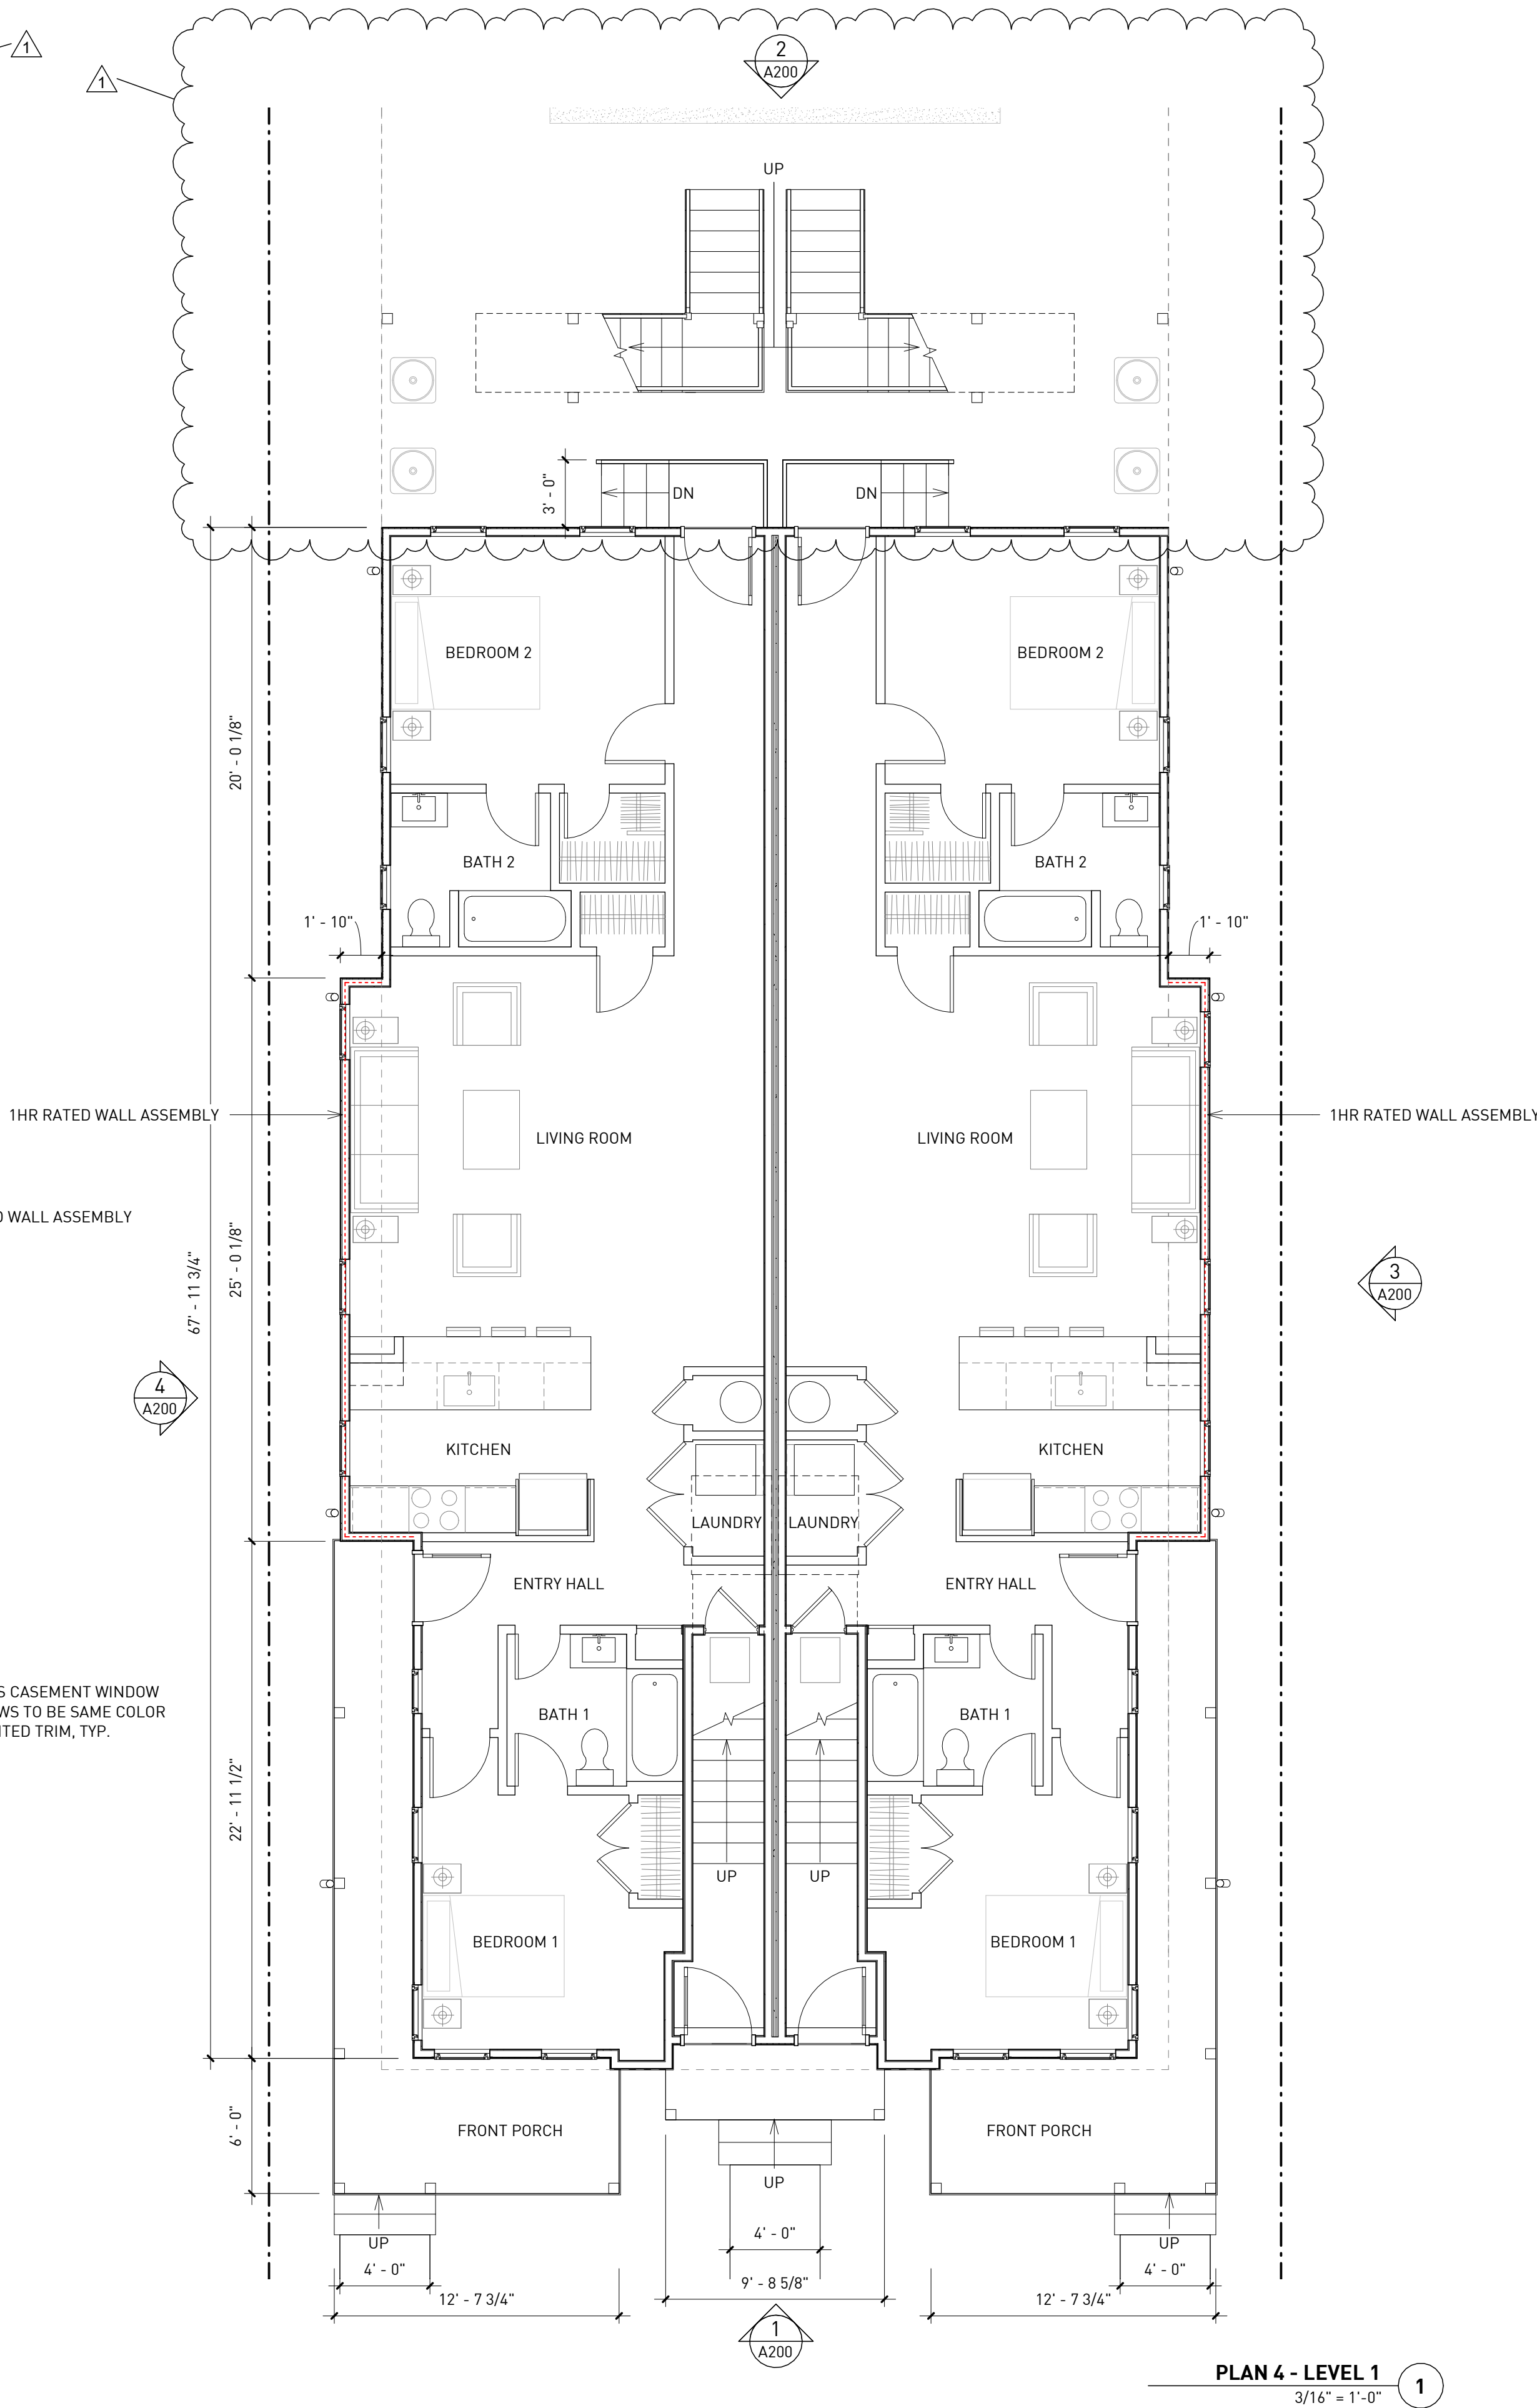 1
1
2
A200
UP
3' - 0"
DN
DN
BEDROOM 2
BEDROOM 2
20' - 0 1/8"
BATH 2
BATH 2
1' - 10"
1' - 10"
1HR RATED WALL ASSEMBLY
1HR RATED WALL ASSEMBLY
LIVING ROOM
LIVING ROOM
WALL ASSEMBLY
25' - 0 1/8"
67' - 11 3/4"
3
A200
4
A200
KITCHEN
KITCHEN
LAUNDRY
LAUNDRY
ENTRY HALL
ENTRY HALL
CASEMENT WINDOW
TO BE SAME COLOR
TRIM, TYP.
BATH 1
BATH 1
22' - 11 1/2"
UP
UP
BEDROOM 1
BEDROOM 1
6' - 0"
FRONT PORCH
FRONT PORCH
UP
UP
UP
4' - 0"
4' - 0"
4' - 0"
9' - 8 5/8"
12' - 7 3/4"
12' - 7 3/4"
1
A200
PLAN 4 - LEVEL 1
1
3/16" = 1'-0"